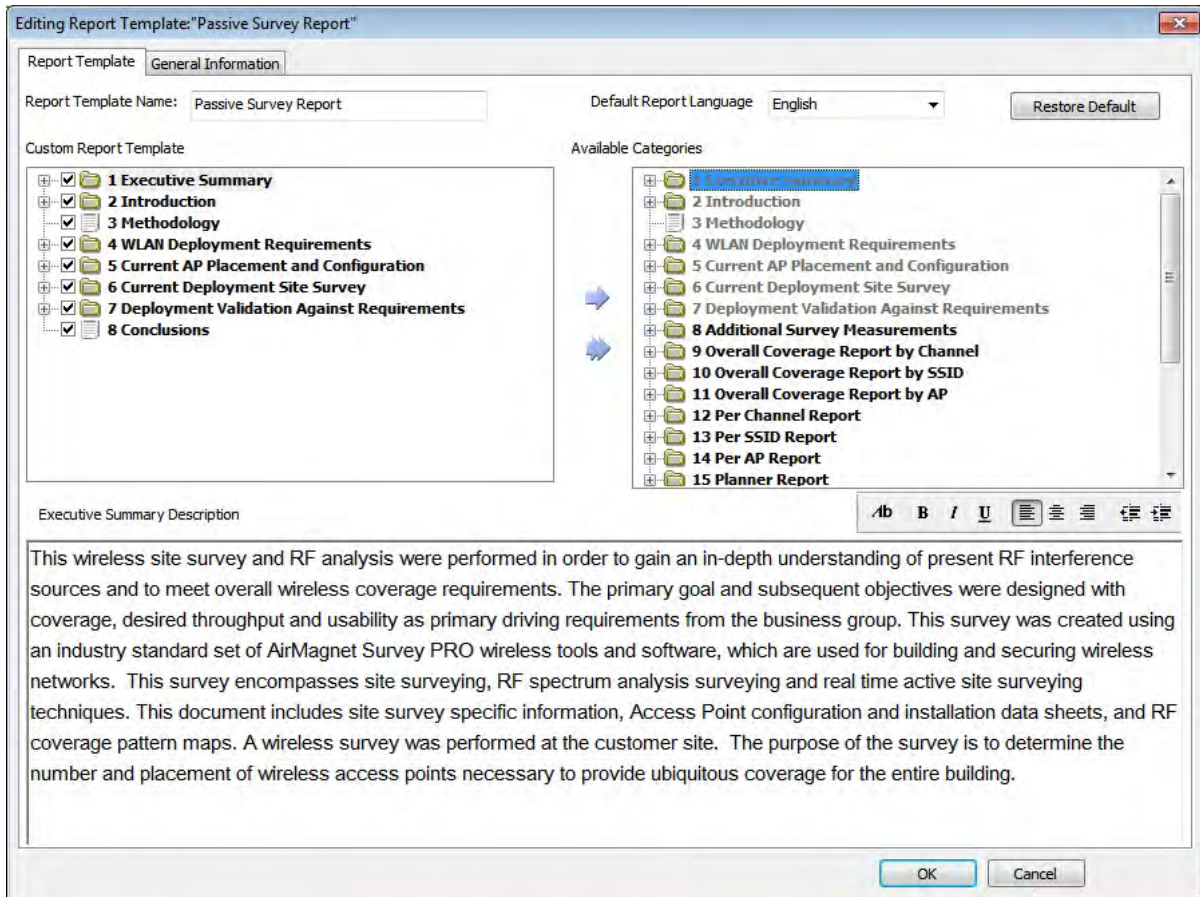 Editing Report Template:"Passive Survey Report"
Report Template
General Information
Report Template Name:
Passive Survey Report
Default Report Language
English
Restore Default
Custom Report Template
Available Categories
1 Executive Summary
2 Introduction
3 Methodology
4 WLAN Deployment Requirements
5 Current AP Placement and Configuration
6 Current Deployment Site Survey
7 Deployment Validation Against Requirements
8 Conclusions
1 Executive Summary
2 Introduction
3 Methodology
4 WLAN Deployment Requirements
5 Current AP Placement and Configuration
6 Current Deployment Site Survey
7 Deployment Validation Against Requirements
8 Additional Survey Measurements
9 Overall Coverage Report by Channel
10 Overall Coverage Report by SSID
11 Overall Coverage Report by AP
12 Per Channel Report
13 Per SSID Report
14 Per AP Report
15 Planner Report
Executive Summary Description
Ab B I U
This wireless site survey and RF analysis were performed in order to gain an in-depth understanding of present RF interference
sources and to meet overall wireless coverage requirements. The primary goal and subsequent objectives were designed with
coverage, desired throughput and usability as primary driving requirements from the business group. This survey was created using
an industry standard set of AirMagnet Survey PRO wireless tools and software, which are used for building and securing wireless
networks.  This survey encompasses site surveying, RF spectrum analysis surveying and real time active site surveying
techniques. This document includes site survey specific information, Access Point configuration and installation data sheets, and RF
coverage pattern maps. A wireless survey was performed at the customer site.  The purpose of the survey is to determine the
number and placement of wireless access points necessary to provide ubiquitous coverage for the entire building.
OK
Cancel